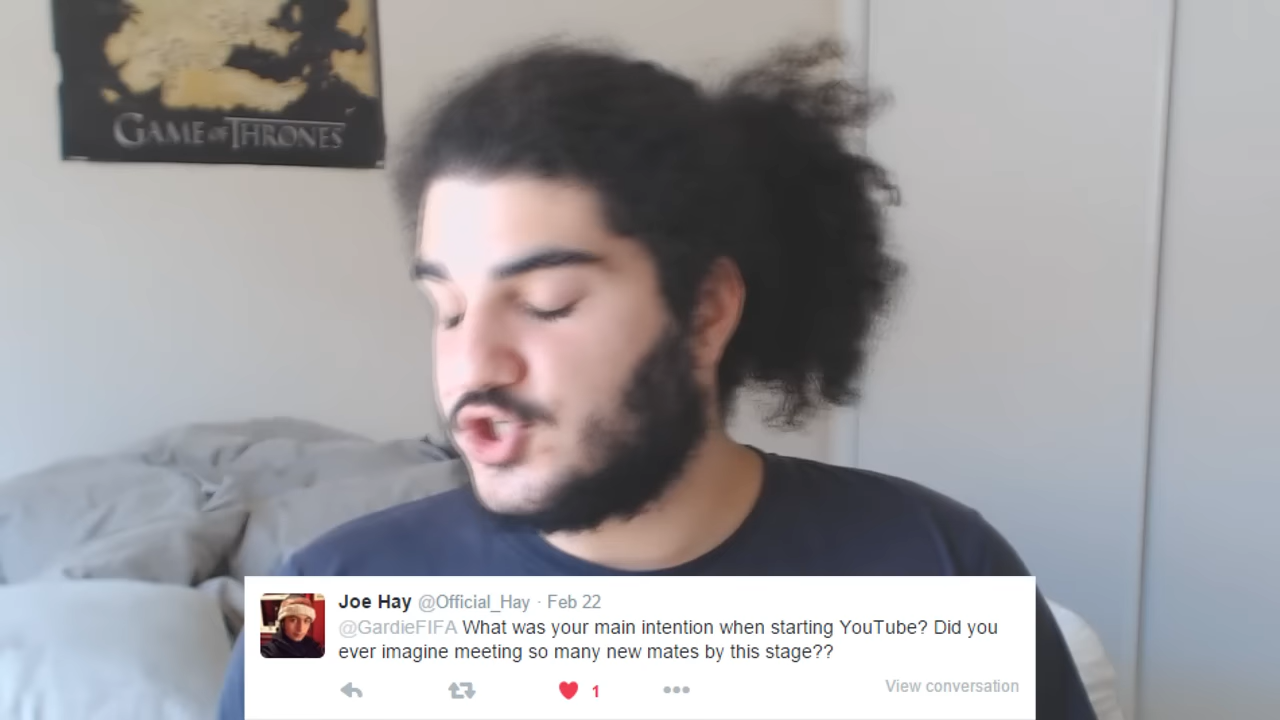 GAME OF THRONES
Joe Hay @Official_Hay · Feb 22
@GardieFIFA What was your main intention when starting YouTube? Did you
ever imagine meeting so many new mates by this stage??
1
View conversation